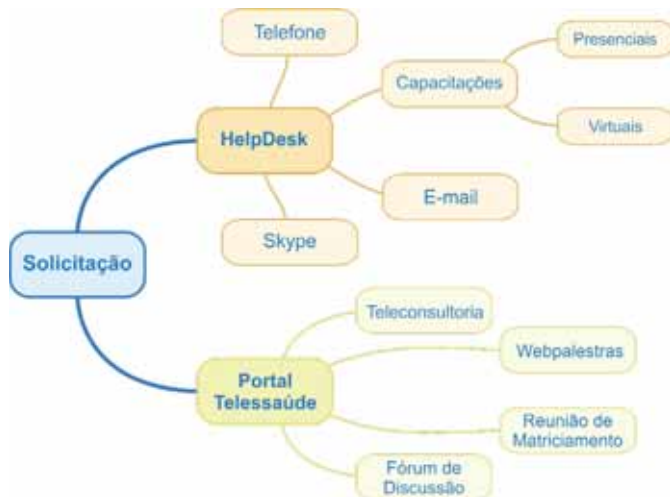 Telefone
Presenciais
Capacitações
HelpDesk
Virtuais
E-mail
Skype
Solicitação
Teleconsultoria
Webpalestras
Portal
Telessaúde
Reunião de
Matriciamento
Fórum de
Discussão